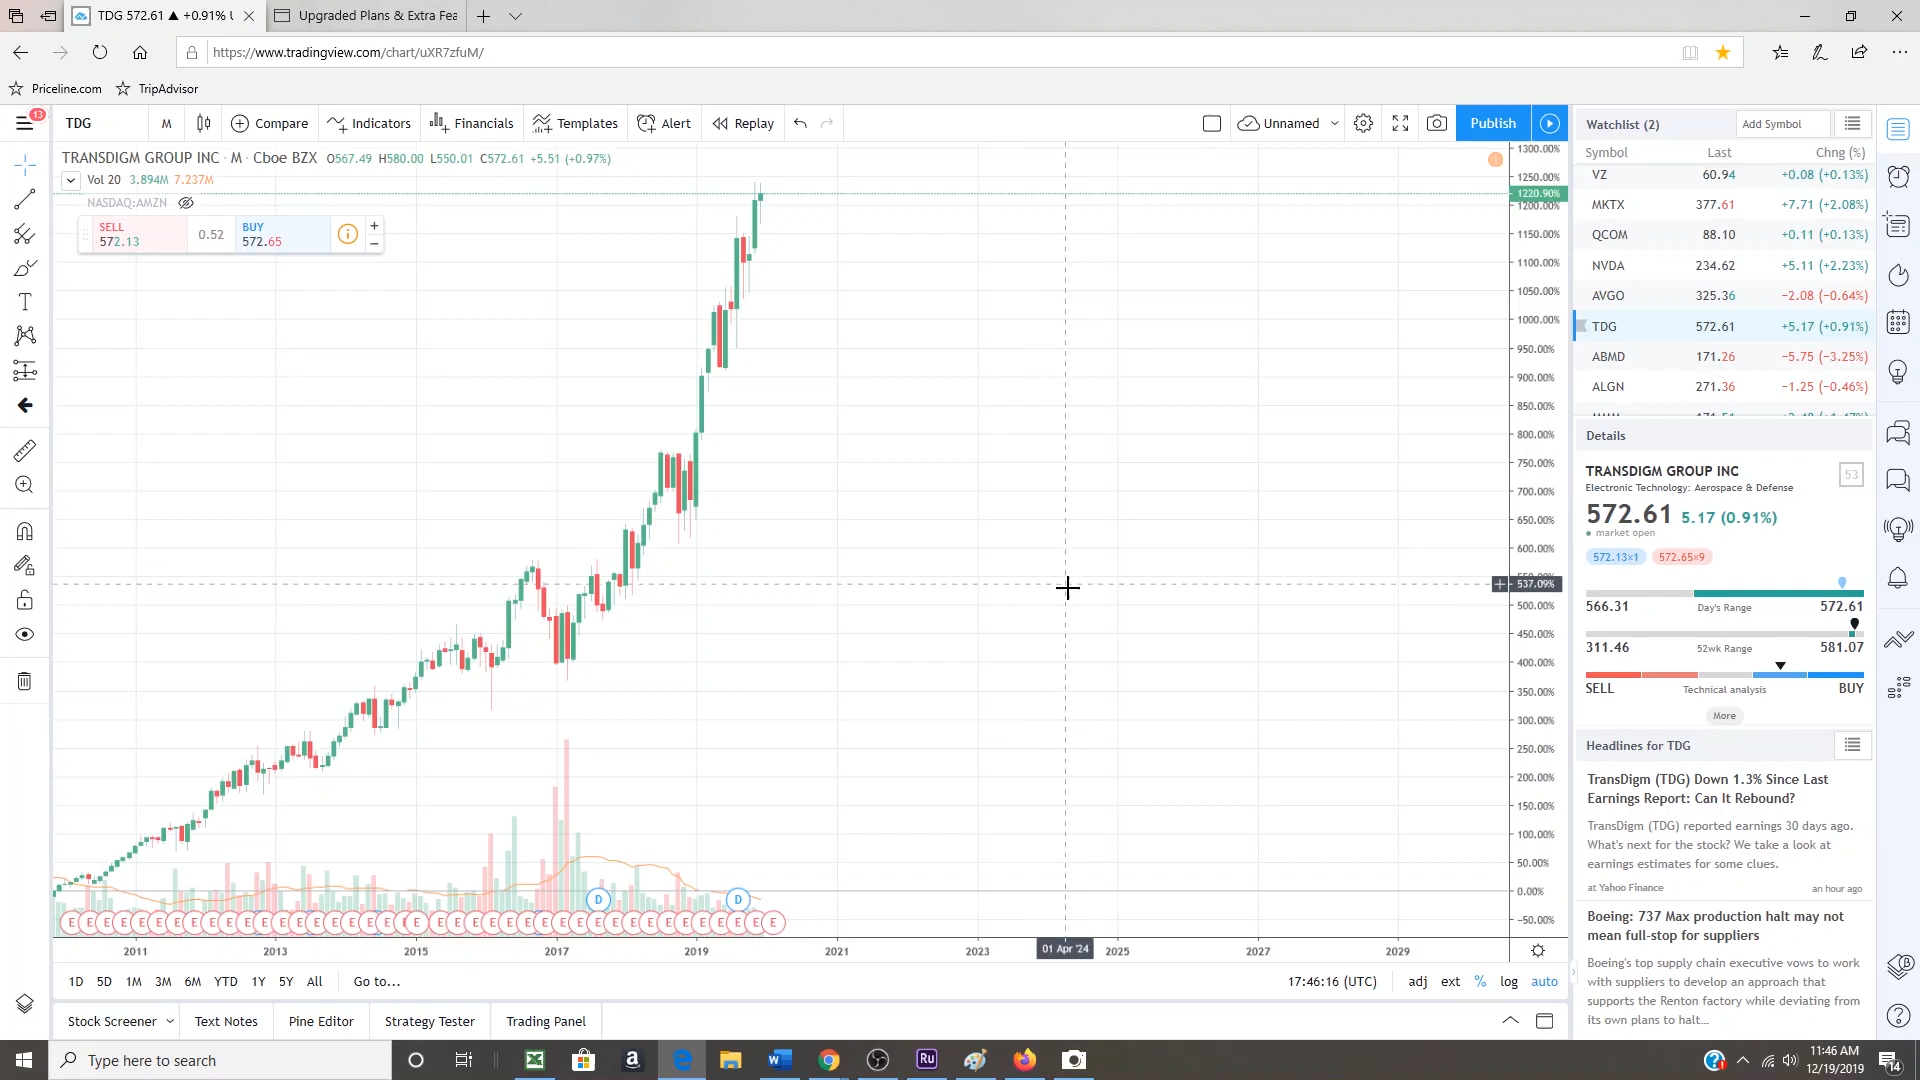 TDG 572.61 ▲ +0.91% U
Upgraded Plans & Extra Fea
https://www.tradingview.com/chart/uXR7zfuM/
Priceline.com
TripAdvisor
13
TDG
M
Compare
Indicators
Financials
Templates
Alert
Replay
Unnamed
Publish
TRANSDIGM GROUP INC · M · Cboe BZX O567.49 H580.00 L550.01 C572.61 +5.51 (+0.97%)
Vol 20 3.894M 7.237M
NASDAQ:AMZN
SELL
572.13
0.52
BUY
572.65
1300.00%
1250.00%
1220.90%
1200.00%
1150.00%
1100.00%
1050.00%
1000.00%
950.00%
900.00%
850.00%
800.00%
750.00%
700.00%
650.00%
600.00%
537.09%
500.00%
450.00%
400.00%
350.00%
300.00%
250.00%
200.00%
150.00%
100.00%
50.00%
0.00%
−50.00%
D D
E E E E E E E E E E E E E E E E E E E E E E E E E E E E E E E E E E E E E E E E
2011 2013 2015 2017 2019 2021 2023 01 Apr '24 2025 2027 2029
1D 5D 1M 3M 6M YTD 1Y 5Y All Go to...
17:46:16 (UTC) adj ext % log auto
Stock Screener Text Notes Pine Editor Strategy Tester Trading Panel
Watchlist (2)
Add Symbol
Symbol Last Chng (%)
VZ 60.94 +0.08 (+0.13%)
MKTX 377.61 +7.71 (+2.08%)
QCOM 88.10 +0.11 (+0.13%)
NVDA 234.62 +5.11 (+2.23%)
AVGO 325.36 −2.08 (−0.64%)
TDG 572.61 +5.17 (+0.91%)
ABMD 171.26 −5.75 (−3.25%)
ALGN 271.36 −1.25 (−0.46%)
Details
TRANSDIGM GROUP INC
53
Electronic Technology: Aerospace & Defense
572.61 5.17 (0.91%)
market open
572.13×1 572.65×9
566.31 Day's Range 572.61
311.46 52wk Range 581.07
SELL Technical analysis BUY
More
Headlines for TDG
TransDigm (TDG) Down 1.3% Since Last
Earnings Report: Can It Rebound?
TransDigm (TDG) reported earnings 30 days ago.
What's next for the stock? We take a look at
earnings estimates for some clues.
at Yahoo Finance an hour ago
Boeing: 737 Max production halt may not
mean full-stop for suppliers
Boeing's top supply chain executive vows to work
with suppliers to develop an approach that
supports the Renton factory while deviating from
its own plans to halt...
Type here to search
Ru
11:46 AM
12/19/2019
14